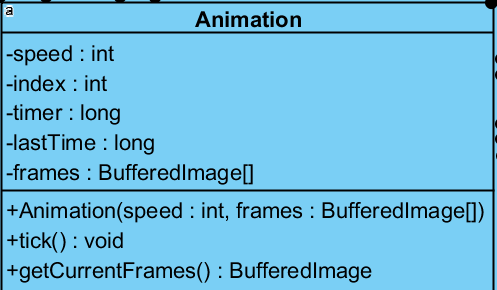 a
Animation
-speed : int
-index : int
-timer : long
-lastTime : long
-frames : BufferedImage[]
+Animation(speed : int, frames : BufferedImage[])
+tick() : void
+getCurrentFrames() : BufferedImage